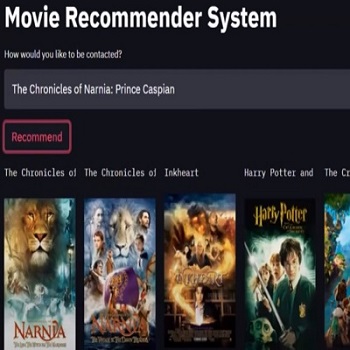 Movie Recommender System
How would you like to be contacted?
The Chronicles of Narnia: Prince Caspian
Recommend
The Chronicles of
The Chronicles of
Inkheart
Harry Potter and
The Cr
NARNIA
NARNIA
INKHEART
Harry Potter